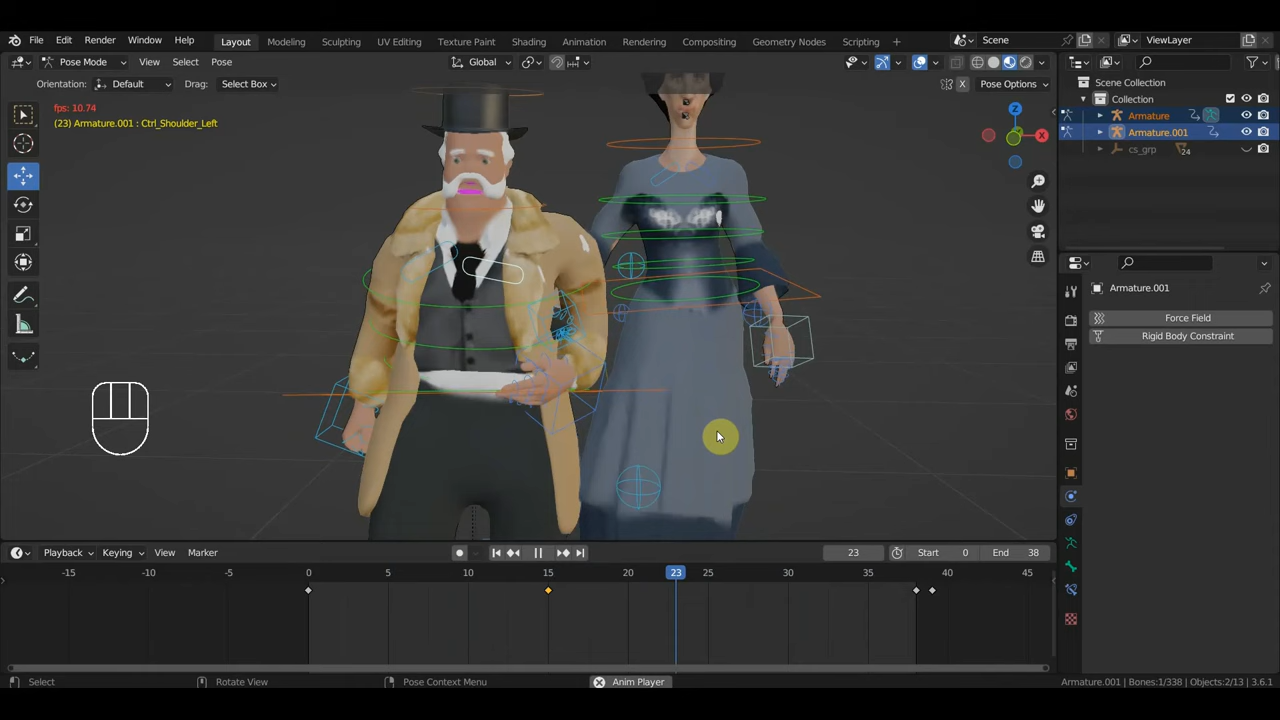 File Edit Render Window Help Layout Modeling Sculpting UV Editing Texture Paint Shading Animation Rendering Compositing Geometry Nodes Scripting + Scene ViewLayer
Pose Mode View Select Pose Global
Orientation: Default Drag: Select Box X Pose Options
fps: 10.74
(23) Armature.001 : Ctrl_Shoulder_Left
Z
X
Scene Collection
Collection
Armature
Armature.001
cs_grp 24
Armature.001
Force Field
Rigid Body Constraint
Playback Keying View Marker 23 Start 0 End 38
-15 -10 -5 0 5 10 15 20 23 25 30 35 40 45
Select Rotate View Pose Context Menu Anim Player Armature.001 | Bones:1/338 | Objects:2/13 | 3.6.1